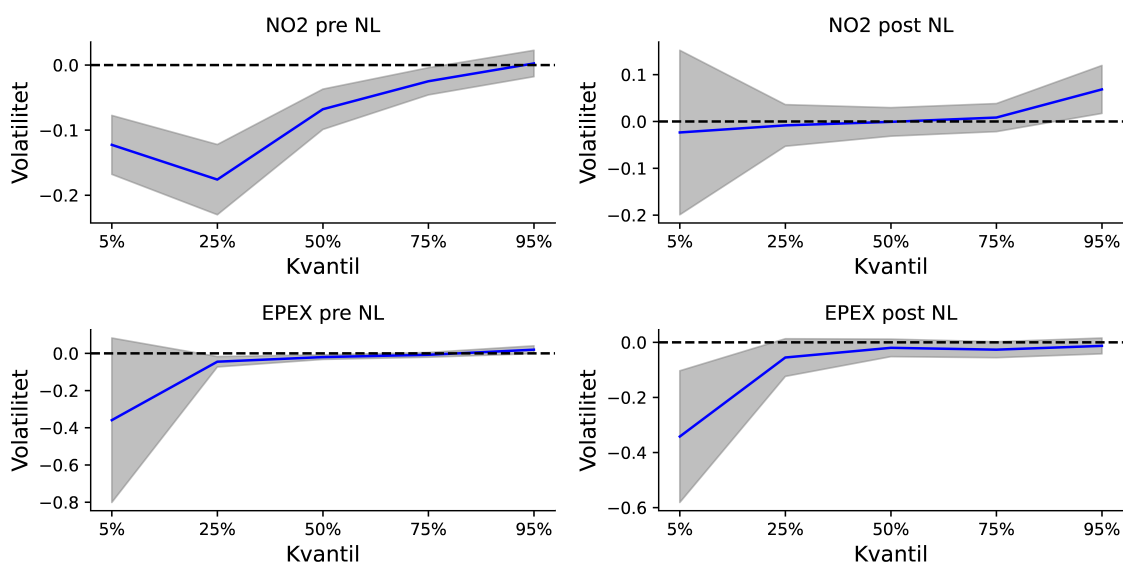 NO2 pre NL
Volatilitet
0.0
−0.1
−0.2
5% 25% 50% 75% 95%
Kvantil
NO2 post NL
Volatilitet
0.1
0.0
−0.1
−0.2
5% 25% 50% 75% 95%
Kvantil
EPEX pre NL
Volatilitet
0.0
−0.2
−0.4
−0.6
−0.8
5% 25% 50% 75% 95%
Kvantil
EPEX post NL
Volatilitet
0.0
−0.2
−0.4
−0.6
5% 25% 50% 75% 95%
Kvantil